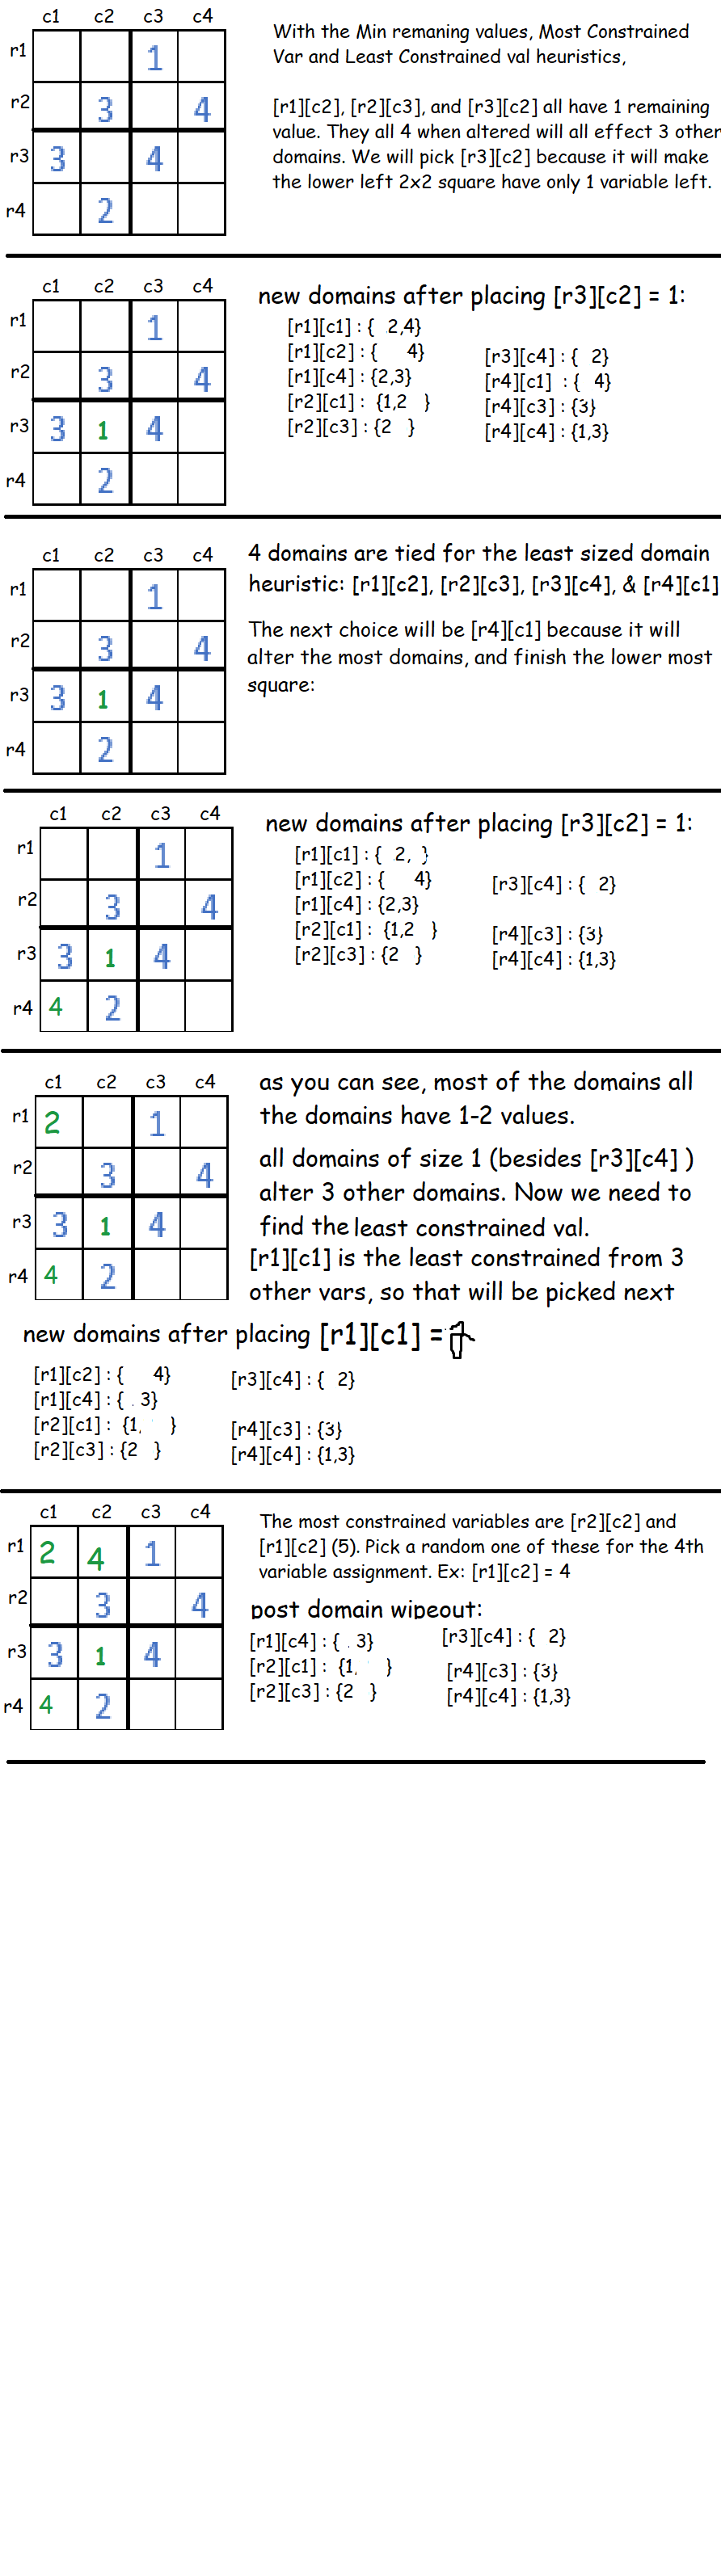 c1 c2 c3 c4
r1 1
r2 3 4
r3 3 4
r4 2
With the Min remaning values, Most Constrained
Var and Least Constrained val heuristics,
[r1][c2], [r2][c3], and [r3][c2] all have 1 remaining
value. They all 4 when altered will all effect 3 other
domains. We will pick [r3][c2] because it will make
the lower left 2x2 square have only 1 variable left.
c1 c2 c3 c4
r1 1
r2 3 4
r3 3 1 4
r4 2
new domains after placing [r3][c2] = 1:
[r1][c1] : { 2,4}
[r1][c2] : { 4}
[r1][c4] : {2,3}
[r2][c1] : {1,2 }
[r2][c3] : {2 }
[r3][c4] : { 2}
[r4][c1] : { 4}
[r4][c3] : {3}
[r4][c4] : {1,3}
c1 c2 c3 c4
r1 1
r2 3 4
r3 3 1 4
r4 2
4 domains are tied for the least sized domain
heuristic: [r1][c2], [r2][c3], [r3][c4], & [r4][c1]
The next choice will be [r4][c1] because it will
alter the most domains, and finish the lower most
square:
c1 c2 c3 c4
r1 1
r2 3 4
r3 3 1 4
r4 4 2
new domains after placing [r3][c2] = 1:
[r1][c1] : { 2, }
[r1][c2] : { 4}
[r1][c4] : {2,3}
[r2][c1] : {1,2 }
[r2][c3] : {2 }
[r3][c4] : { 2}
[r4][c3] : {3}
[r4][c4] : {1,3}
c1 c2 c3 c4
r1 2 1
r2 3 4
r3 3 1 4
r4 4 2
as you can see, most of the domains all
the domains have 1-2 values.
all domains of size 1 (besides [r3][c4] )
alter 3 other domains. Now we need to
find the least constrained val.
[r1][c1] is the least constrained from 3
other vars, so that will be picked next
new domains after placing [r1][c1] =
[r1][c2] : { 4}
[r1][c4] : { 3}
[r2][c1] : {1, }
[r2][c3] : {2 }
[r3][c4] : { 2}
[r4][c3] : {3}
[r4][c4] : {1,3}
c1 c2 c3 c4
r1 2 4 1
r2 3 4
r3 3 1 4
r4 4 2
The most constrained variables are [r2][c2] and
[r1][c2] (5). Pick a random one of these for the 4th
variable assignment. Ex: [r1][c2] = 4
post domain wipeout:
[r1][c4] : { 3}
[r2][c1] : {1, }
[r2][c3] : {2 }
[r3][c4] : { 2}
[r4][c3] : {3}
[r4][c4] : {1,3}